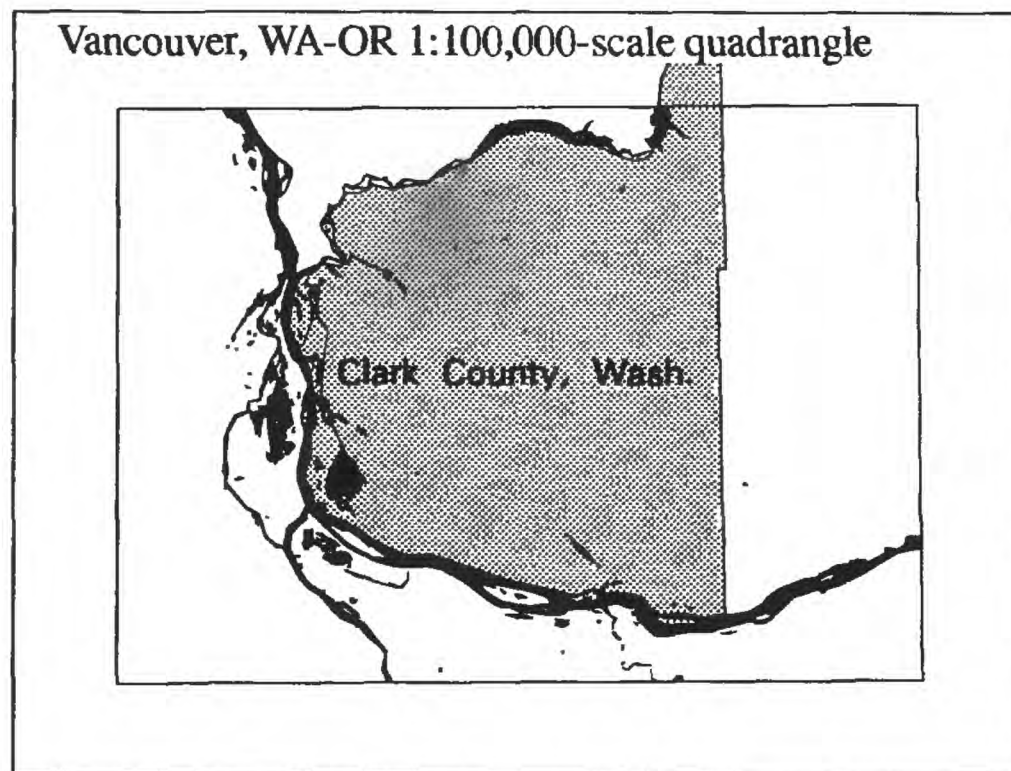 Vancouver, WA-OR 1:100,000-scale quadrangle
Clark County, Wash.